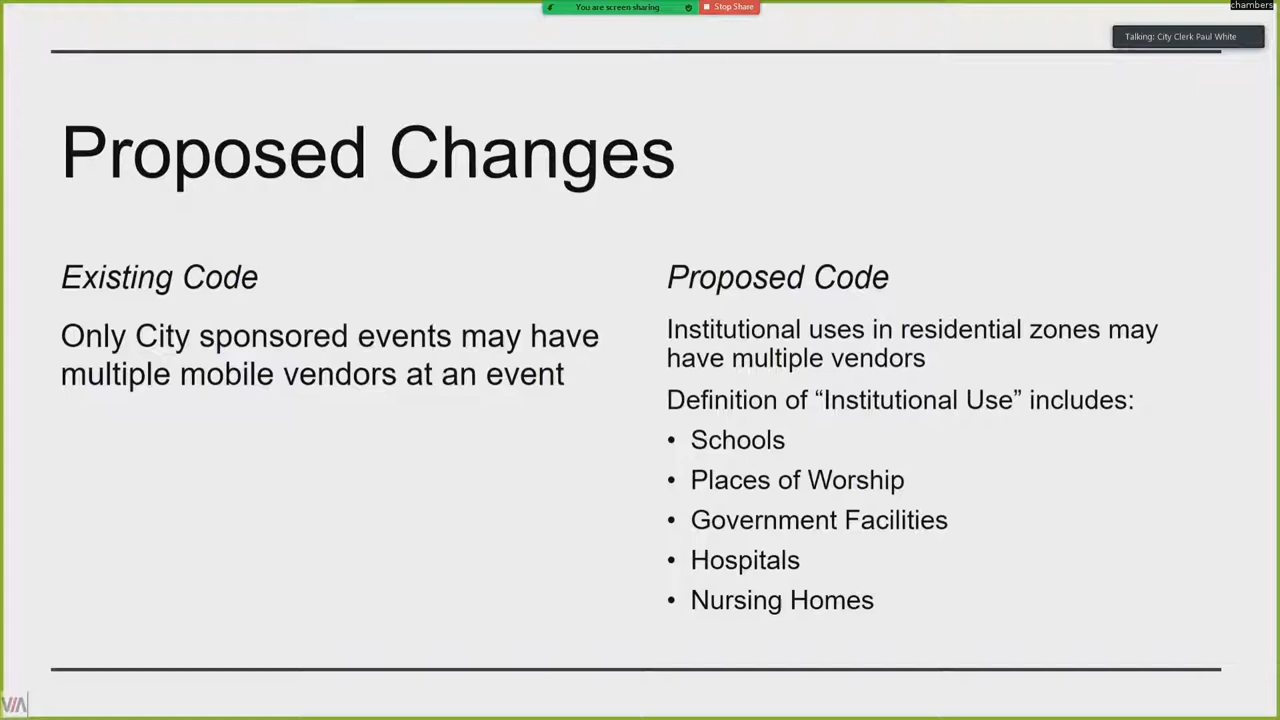 You are screen sharing
Stop Share
chambers
Talking: City Clerk Paul White
Proposed Changes
Existing Code
Only City sponsored events may have
multiple mobile vendors at an event
Proposed Code
Institutional uses in residential zones may
have multiple vendors
Definition of “Institutional Use” includes:
• Schools
• Places of Worship
• Government Facilities
• Hospitals
• Nursing Homes
VIA